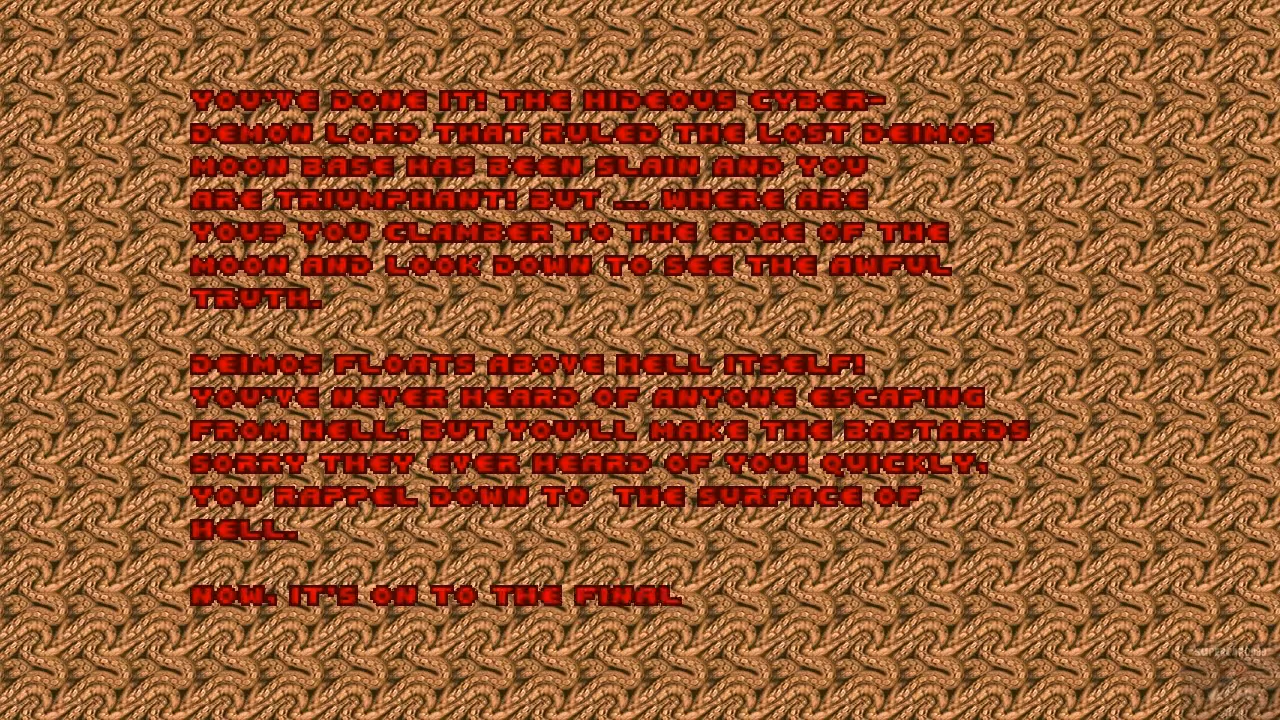 YOU'VE DONE IT! THE HIDEOUS CYBER-
DEMON LORD THAT RULED THE LOST DEIMOS
MOON BASE HAS BEEN SLAIN AND YOU
ARE TRIUMPHANT! BUT ... WHERE ARE
YOU? YOU CLAMBER TO THE EDGE OF THE
MOON AND LOOK DOWN TO SEE THE AWFUL
TRUTH.
DEIMOS FLOATS ABOVE HELL ITSELF!
YOU'VE NEVER HEARD OF ANYONE ESCAPING
FROM HELL, BUT YOU'LL MAKE THE BASTARDS
SORRY THEY EVER HEARD OF YOU! QUICKLY,
YOU RAPPEL DOWN TO  THE SURFACE OF
HELL.
NOW, IT'S ON TO THE FINAL